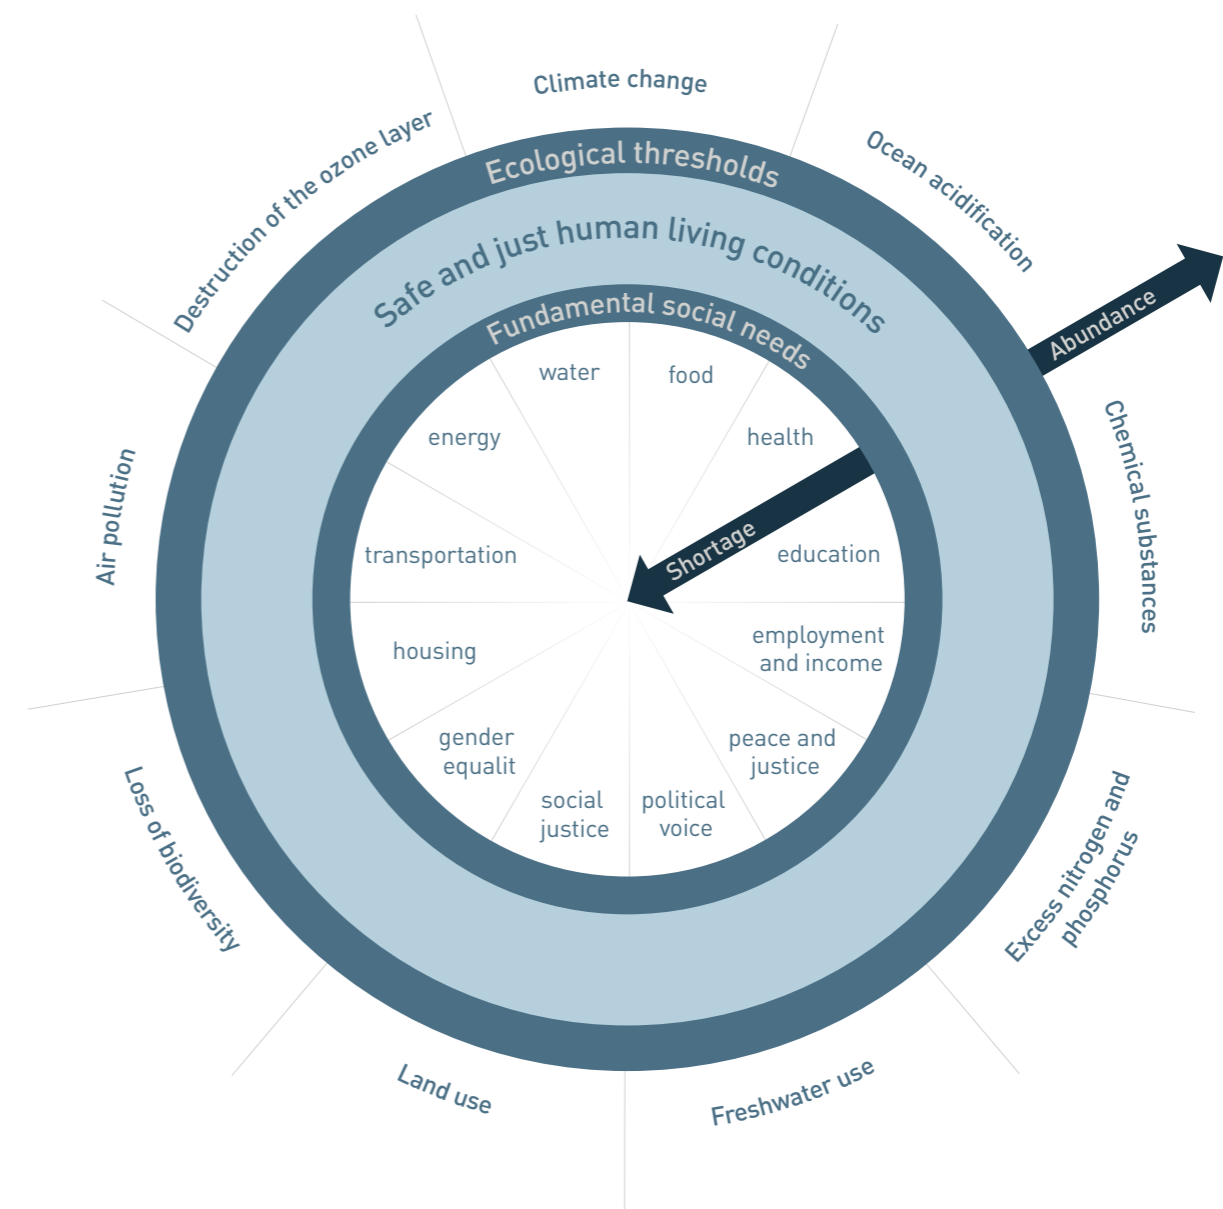 Climate change
Ocean acidification
Chemical substances
Excess nitrogen and
phosphorus
Freshwater use
Land use
Loss of biodiversity
Air pollution
Destruction of the ozone layer
Ecological thresholds
Safe and just human living conditions
Fundamental social needs
Abundance
Shortage
water
food
health
education
employment
and income
peace and
justice
political
voice
social
justice
gender
equalit
housing
transportation
energy